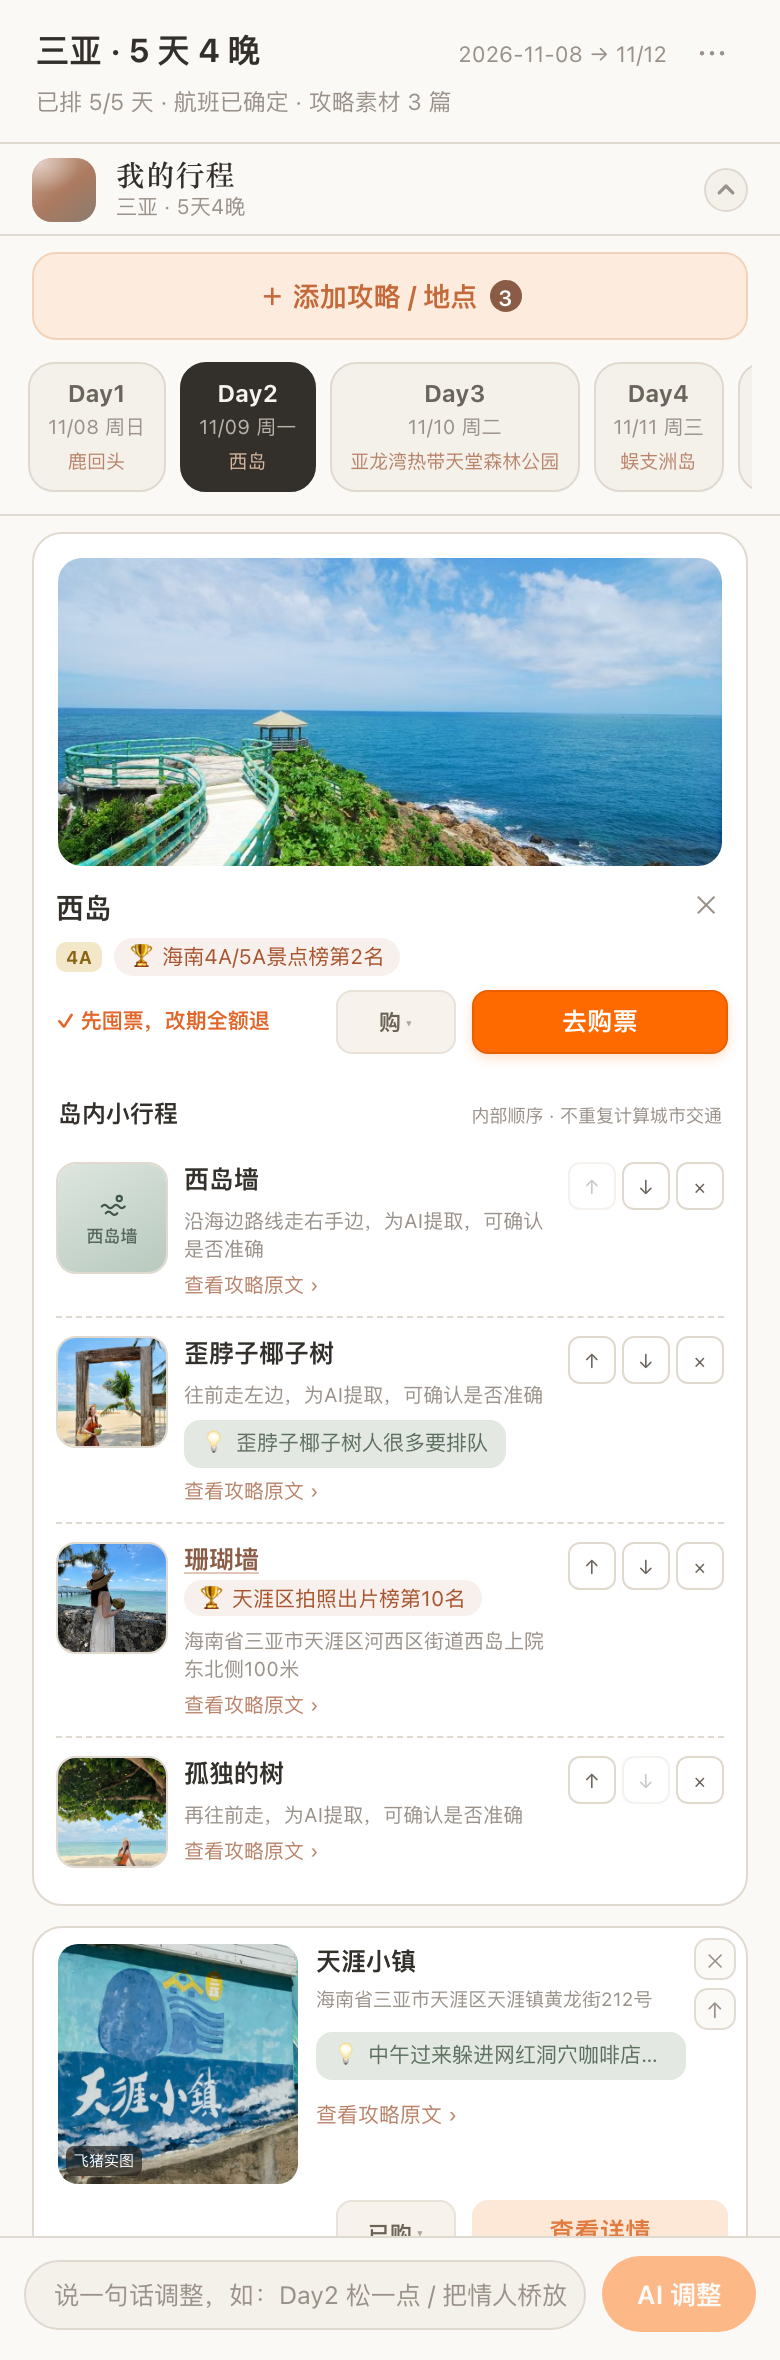 三亚 · 5 天 4 晚
2026-11-08 → 11/12
···
已排 5/5 天 · 航班已确定 · 攻略素材 3 篇
我的行程
三亚 · 5天4晚
+ 添加攻略 / 地点 3
Day1
11/08 周日
鹿回头
Day2
11/09 周一
西岛
Day3
11/10 周二
亚龙湾热带天堂森林公园
Day4
11/11 周三
蜈支洲岛
西岛
4A
海南4A/5A景点榜第2名
✓ 先囤票，改期全额退
购
去购票
岛内小行程
内部顺序 · 不重复计算城市交通
西岛墙
西岛墙
沿海边路线走右手边，为AI提取，可确认
是否准确
查看攻略原文 ›
歪脖子椰子树
往前走左边，为AI提取，可确认是否准确
歪脖子椰子树人很多要排队
查看攻略原文 ›
珊瑚墙
天涯区拍照出片榜第10名
海南省三亚市天涯区河西区街道西岛上院
东北侧100米
查看攻略原文 ›
孤独的树
再往前走，为AI提取，可确认是否准确
查看攻略原文 ›
天涯小镇
飞猪实图
天涯小镇
海南省三亚市天涯区天涯镇黄龙街212号
中午过来躲进网红洞穴咖啡店...
查看攻略原文 ›
已购
查看详情
说一句话调整，如：Day2 松一点 / 把情人桥放
AI 调整